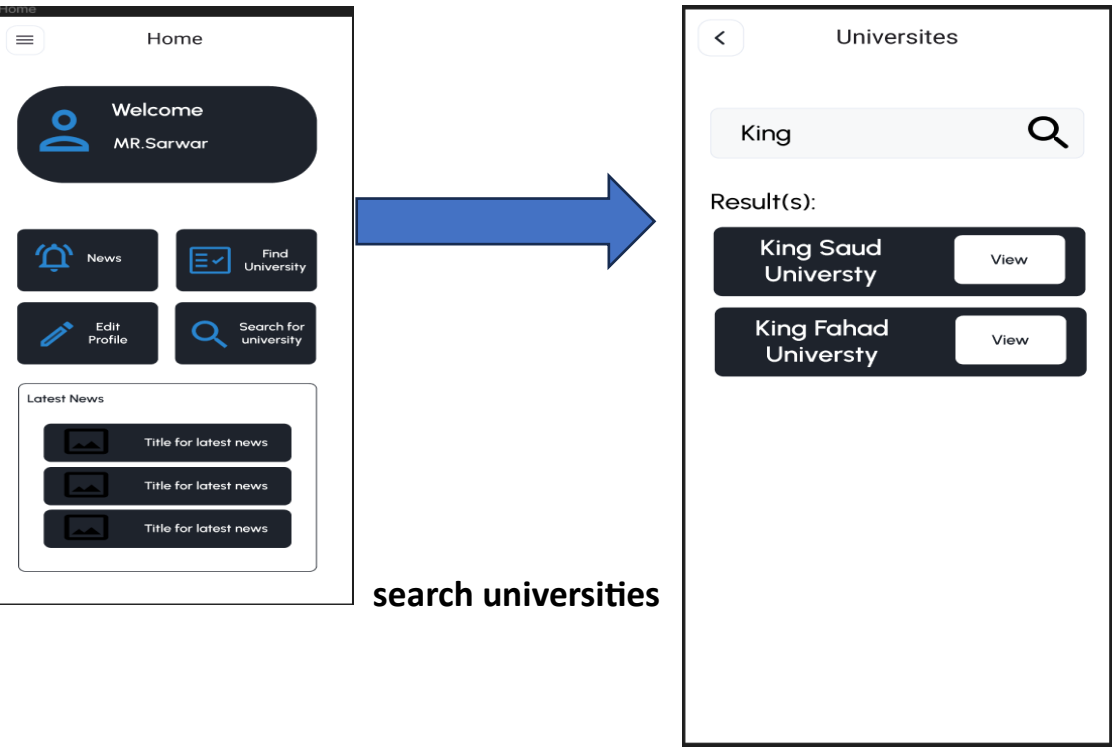 Home
Home
Welcome
MR.Sarwar
News
Find
University
Edit
Profile
Search for
university
Latest News
Title for latest news
Title for latest news
Title for latest news
search universities
Universites
King
Result(s):
King Saud
Universty
View
King Fahad
Universty
View